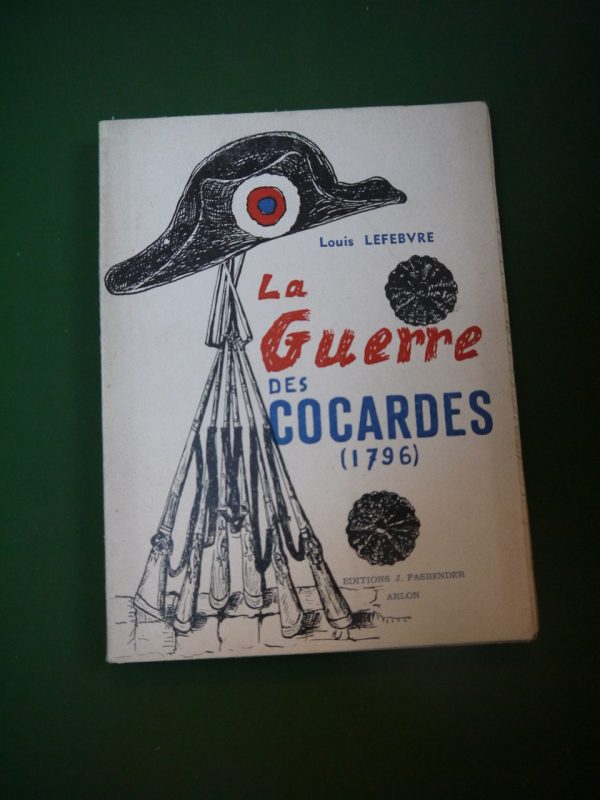 Louis LEFEBVRE
La
Guerre
DES
COCARDES
(1796)
EDITIONS J. FASBENDER
ARLON